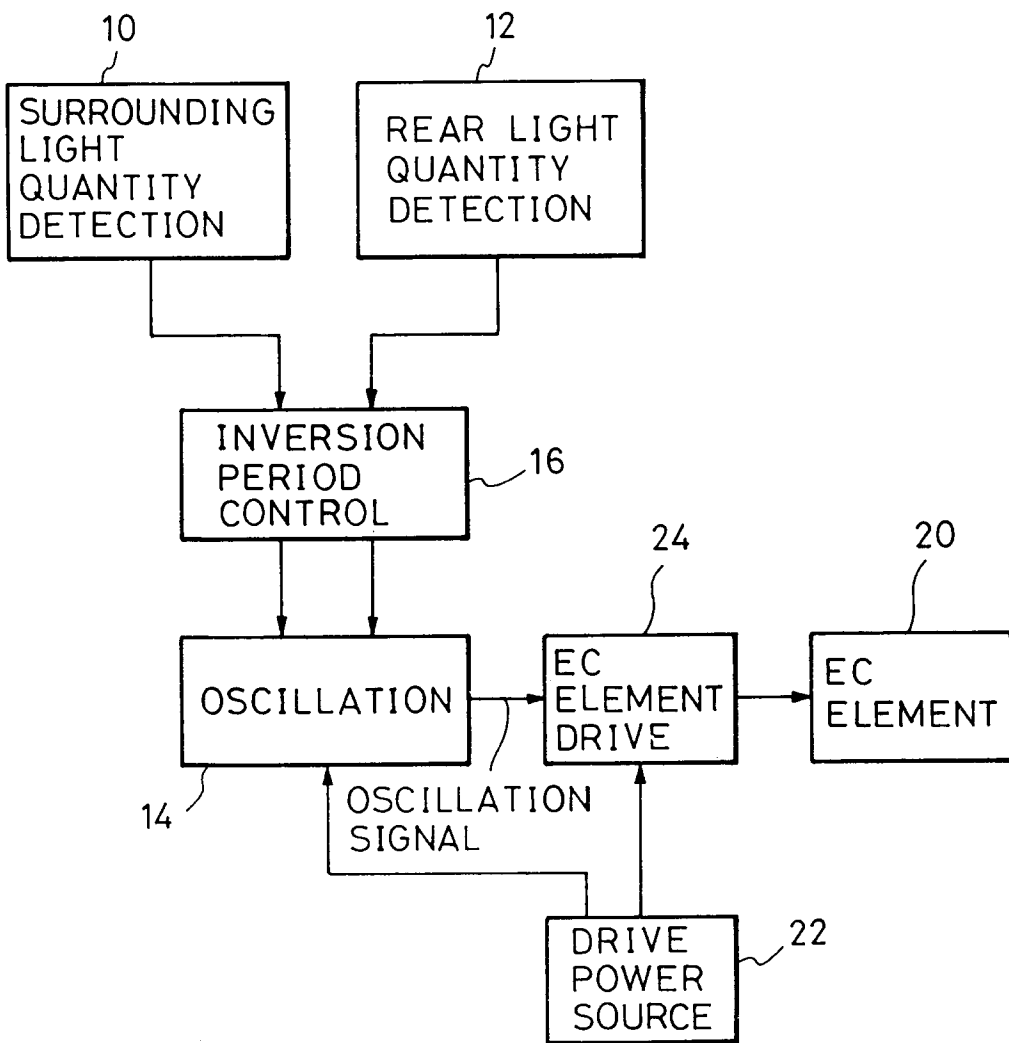 10
12
SURROUNDING
LIGHT
QUANTITY
DETECTION
REAR LIGHT
QUANTITY
DETECTION
INVERSION
PERIOD
CONTROL
16
24
20
OSCILLATION
EC
ELEMENT
DRIVE
EC
ELEMENT
14
OSCILLATION
SIGNAL
DRIVE
POWER
SOURCE
22